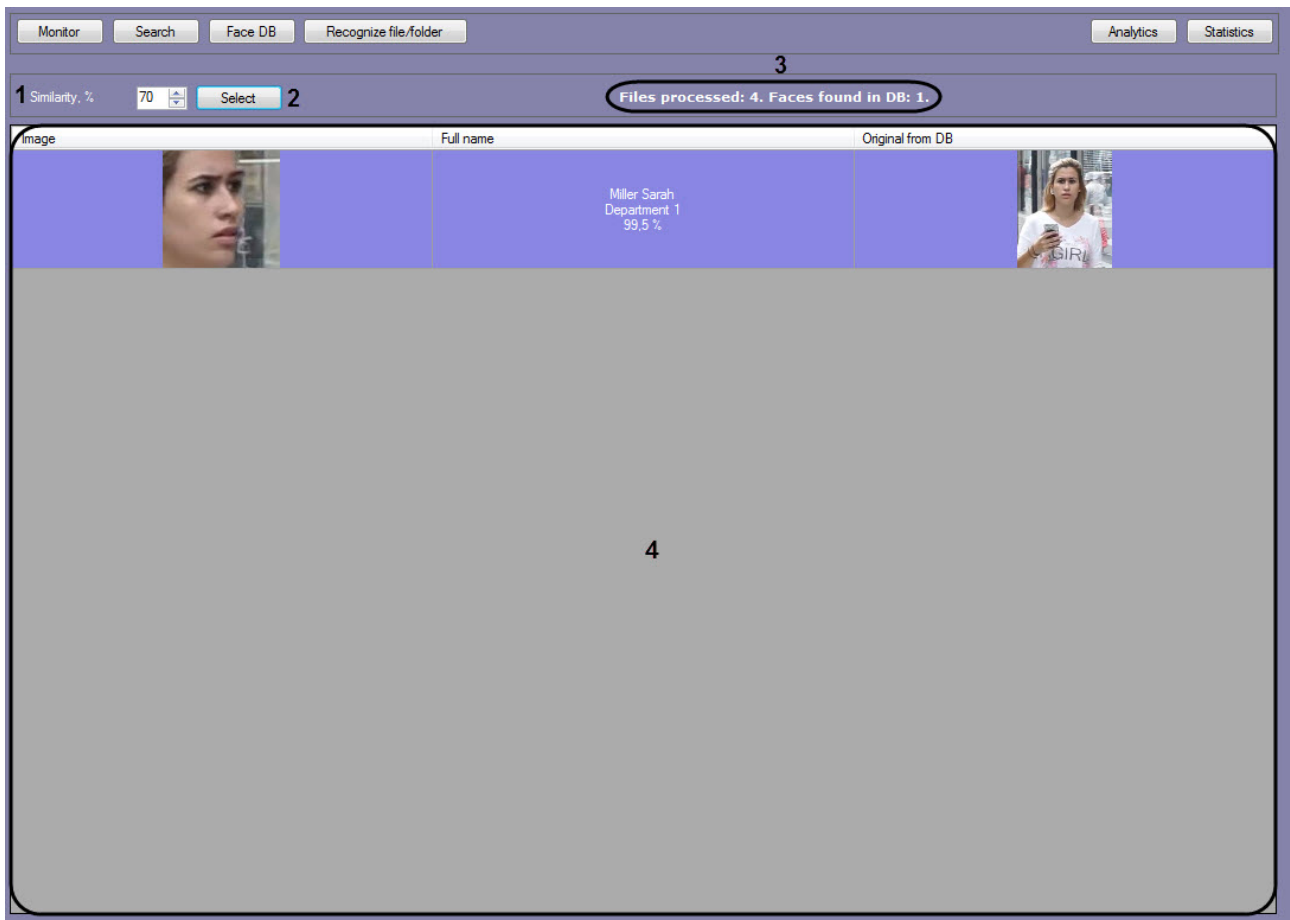 Monitor Search Face DB Recognize file/folder Analytics Statistics
3
1 Similarity, % 70 Select 2 Files processed: 4. Faces found in DB: 1.
Image Full name Original from DB
Miller Sarah
Department 1
99,5 %
GIRL
4